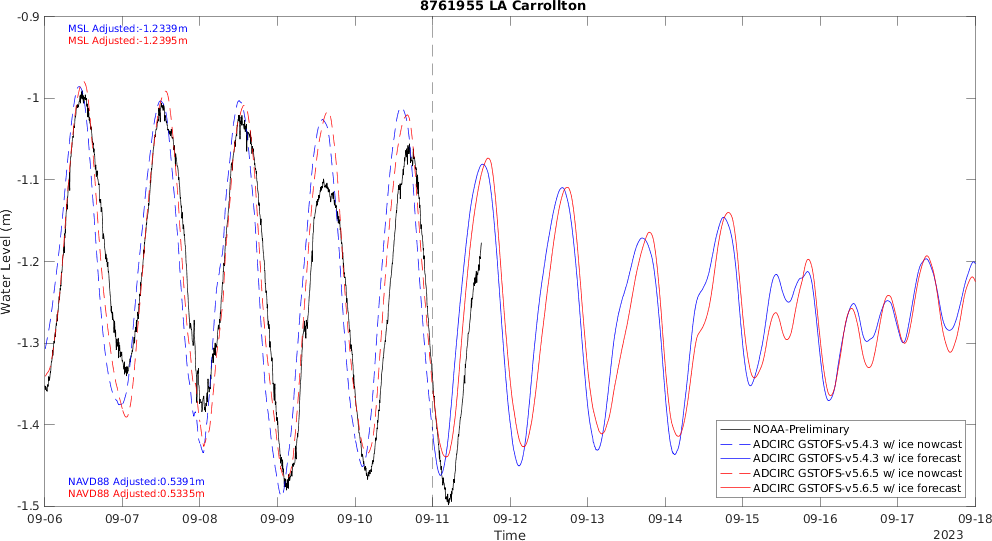 8761955 LA Carrollton
MSL Adjusted:-1.2339m
MSL Adjusted:-1.2395m
-0.9
-1
-1.1
-1.2
-1.3
-1.4
-1.5
Water Level (m)
NAVD88 Adjusted:0.5391m
NAVD88 Adjusted:0.5335m
NOAA-Preliminary
ADCIRC GSTOFS-v5.4.3 w/ ice nowcast
ADCIRC GSTOFS-v5.4.3 w/ ice forecast
ADCIRC GSTOFS-v5.6.5 w/ ice nowcast
ADCIRC GSTOFS-v5.6.5 w/ ice forecast
09-06 09-07 09-08 09-09 09-10 09-11 09-12 09-13 09-14 09-15 09-16 09-17 09-18
Time
2023